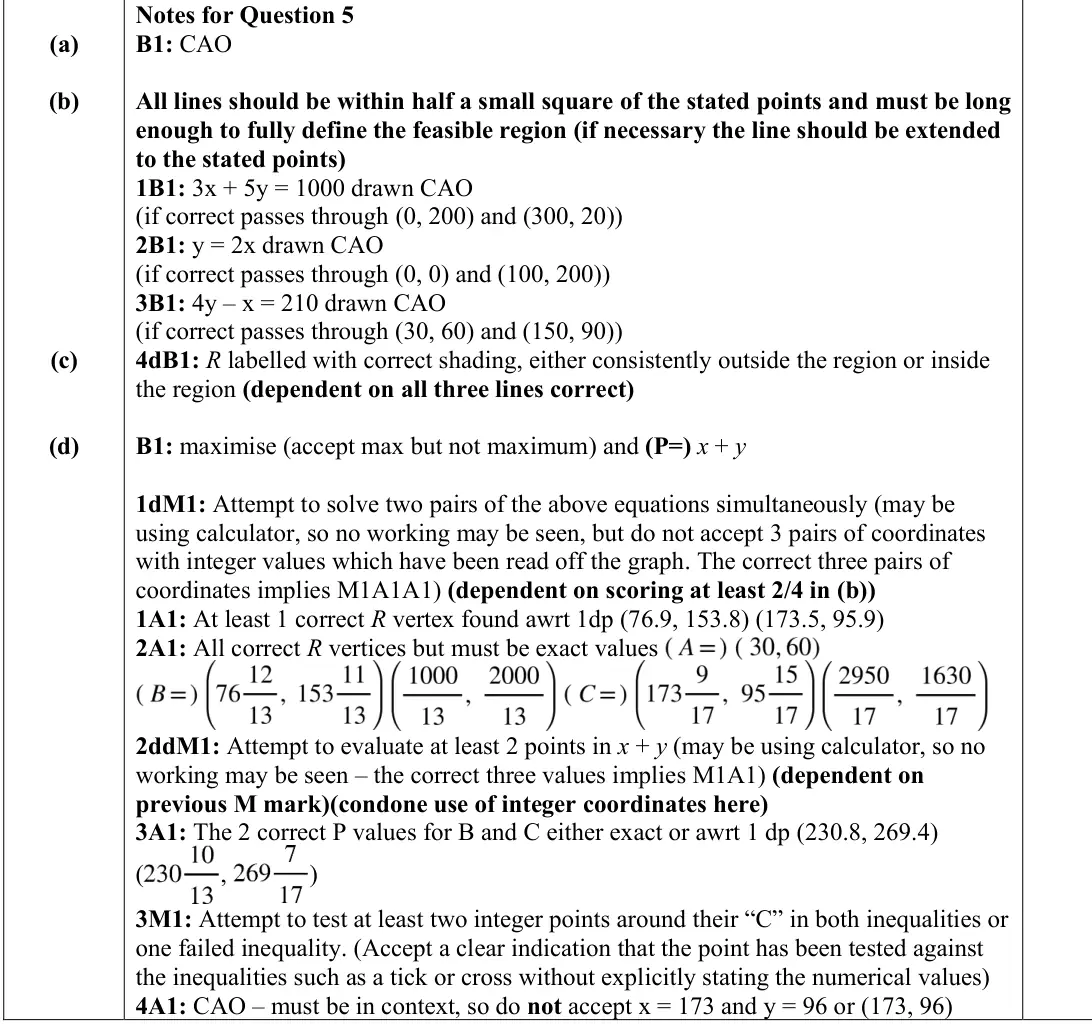 Notes for Question 5
(a) B1: CAO
(b) All lines should be within half a small square of the stated points and must be long
enough to fully define the feasible region (if necessary the line should be extended
to the stated points)
1B1: 3x + 5y = 1000 drawn CAO
(if correct passes through (0, 200) and (300, 20))
2B1: y = 2x drawn CAO
(if correct passes through (0, 0) and (100, 200))
3B1: 4y – x = 210 drawn CAO
(if correct passes through (30, 60) and (150, 90))
(c) 4dB1: R labelled with correct shading, either consistently outside the region or inside
the region (dependent on all three lines correct)
(d) B1: maximise (accept max but not maximum) and (P=) x + y
1dM1: Attempt to solve two pairs of the above equations simultaneously (may be
using calculator, so no working may be seen, but do not accept 3 pairs of coordinates
with integer values which have been read off the graph. The correct three pairs of
coordinates implies M1A1A1) (dependent on scoring at least 2/4 in (b))
1A1: At least 1 correct R vertex found awrt 1dp (76.9, 153.8) (173.5, 95.9)
2A1: All correct R vertices but must be exact values ( A = ) ( 30, 60)
( B = ) (76 12/13, 153 11/13) (1000/13, 2000/13) ( C = ) (173 9/17, 95 15/17) (2950/17, 1630/17)
2ddM1: Attempt to evaluate at least 2 points in x + y (may be using calculator, so no
working may be seen – the correct three values implies M1A1) (dependent on
previous M mark)(condone use of integer coordinates here)
3A1: The 2 correct P values for B and C either exact or awrt 1 dp (230.8, 269.4)
(230 10/13, 269 7/17)
3M1: Attempt to test at least two integer points around their “C” in both inequalities or
one failed inequality. (Accept a clear indication that the point has been tested against
the inequalities such as a tick or cross without explicitly stating the numerical values)
4A1: CAO – must be in context, so do not accept x = 173 and y = 96 or (173, 96)